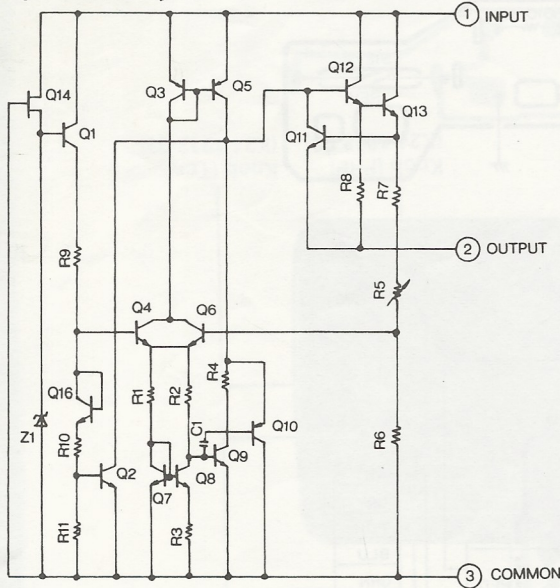 1 INPUT
Q12
Q3
Q5
Q14
Q13
Q1
Q11
R8
R7
R9
2 OUTPUT
R5
Q4
Q6
Q16
R1
R2
R4
C1
Q10
R6
Z1
R10
Q2
Q9
Q7
Q8
R11
R3
3 COMMON